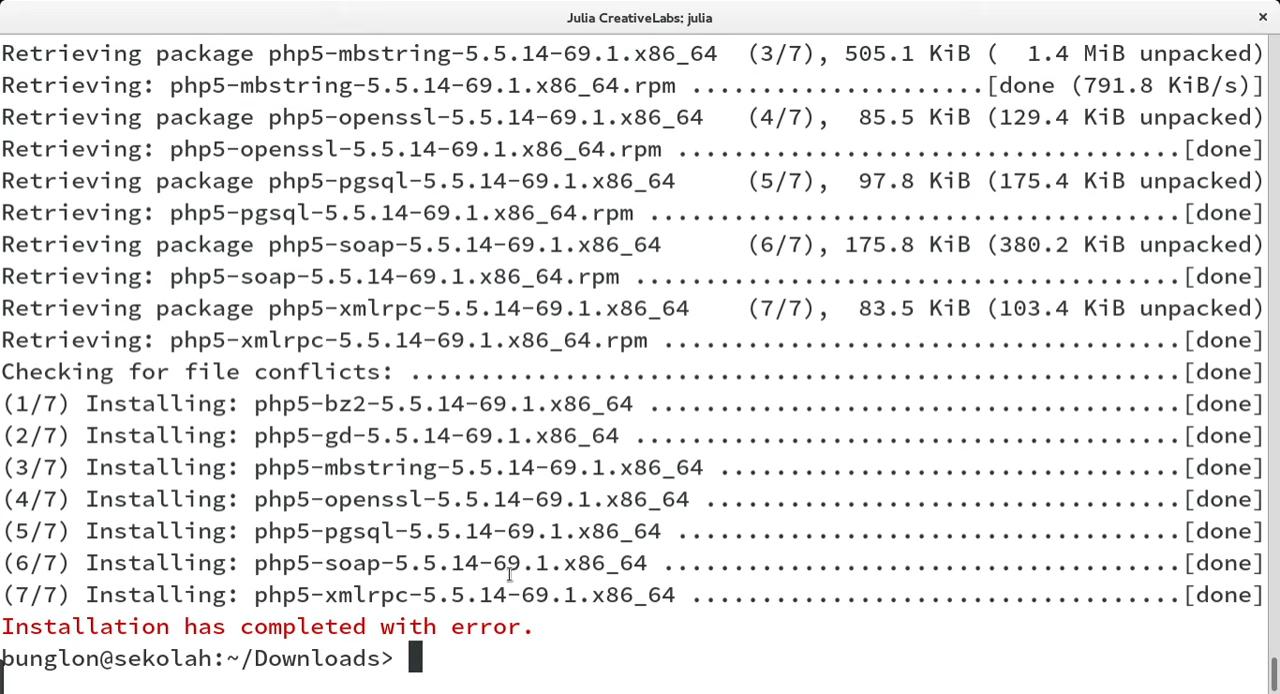 Julia CreativeLabs; julia ×
Retrieving package php5-mbstring-5.5.14-69.1.x86_64  (3/7), 505.1 KiB (  1.4 MiB unpacked)
Retrieving: php5-mbstring-5.5.14-69.1.x86_64.rpm .....................[done (791.8 KiB/s)]
Retrieving package php5-openssl-5.5.14-69.1.x86_64   (4/7),  85.5 KiB (129.4 KiB unpacked)
Retrieving: php5-openssl-5.5.14-69.1.x86_64.rpm ....................................[done]
Retrieving package php5-pgsql-5.5.14-69.1.x86_64     (5/7),  97.8 KiB (175.4 KiB unpacked)
Retrieving: php5-pgsql-5.5.14-69.1.x86_64.rpm ......................................[done]
Retrieving package php5-soap-5.5.14-69.1.x86_64      (6/7), 175.8 KiB (380.2 KiB unpacked)
Retrieving: php5-soap-5.5.14-69.1.x86_64.rpm .......................................[done]
Retrieving package php5-xmlrpc-5.5.14-69.1.x86_64    (7/7),  83.5 KiB (103.4 KiB unpacked)
Retrieving: php5-xmlrpc-5.5.14-69.1.x86_64.rpm .....................................[done]
Checking for file conflicts: .......................................................[done]
(1/7) Installing: php5-bz2-5.5.14-69.1.x86_64 ......................................[done]
(2/7) Installing: php5-gd-5.5.14-69.1.x86_64 .......................................[done]
(3/7) Installing: php5-mbstring-5.5.14-69.1.x86_64 .................................[done]
(4/7) Installing: php5-openssl-5.5.14-69.1.x86_64 ..................................[done]
(5/7) Installing: php5-pgsql-5.5.14-69.1.x86_64 ....................................[done]
(6/7) Installing: php5-soap-5.5.14-69.1.x86_64 .....................................[done]
(7/7) Installing: php5-xmlrpc-5.5.14-69.1.x86_64 ...................................[done]
Installation has completed with error.
bunglon@sekolah:~/Downloads>